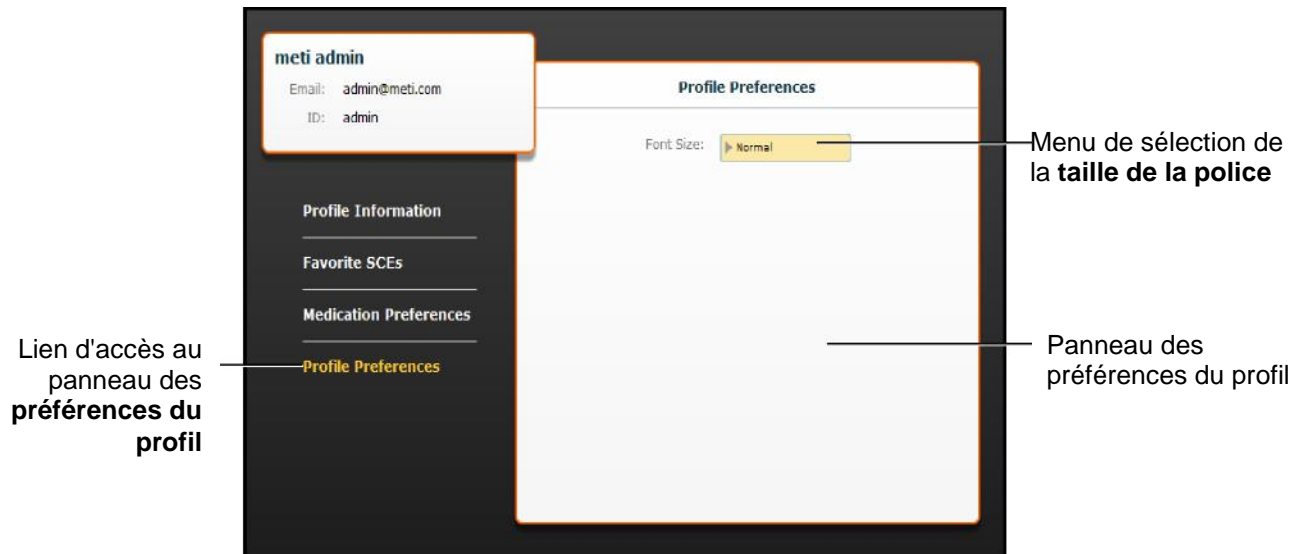 meti admin
Email: admin@meti.com
ID: admin
Profile Preferences
Font Size: Normal
Menu de sélection de
la taille de la police
Profile Information
Favorite SCEs
Medication Preferences
Profile Preferences
Lien d'accès au
panneau des
préférences du
profil
Panneau des
préférences du profil